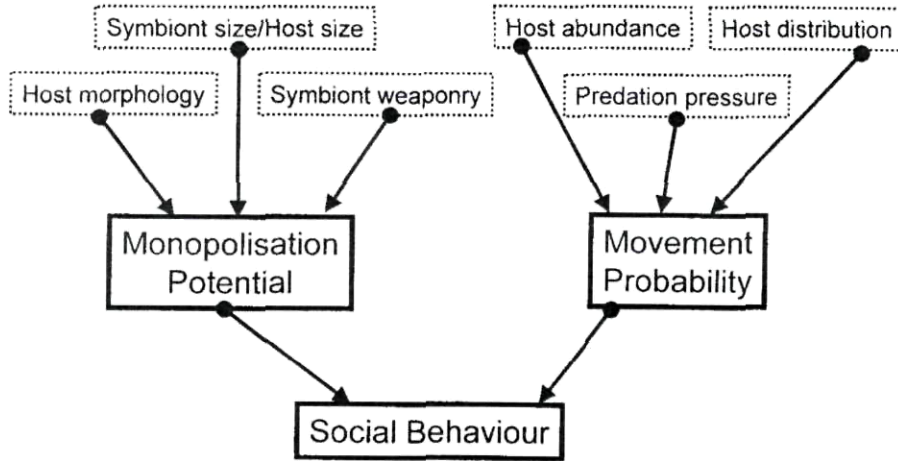 Symbiont size/Host size
Host abundance
Host distribution
Host morphology
Symbiont weaponry
Predation pressure
Monopolisation
Potential
Movement
Probability
Social Behaviour